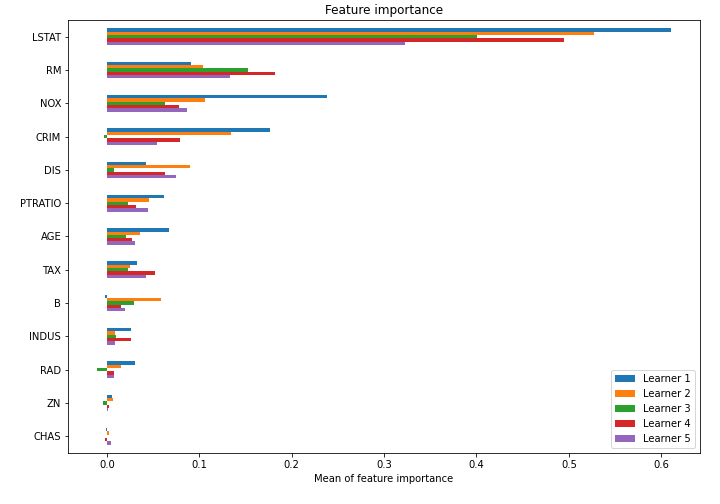 Feature importance
LSTAT
RM
NOX
CRIM
DIS
PTRATIO
AGE
TAX
B
INDUS
RAD
ZN
CHAS
Learner 1
Learner 2
Learner 3
Learner 4
Learner 5
0.0 0.1 0.2 0.3 0.4 0.5 0.6
Mean of feature importance